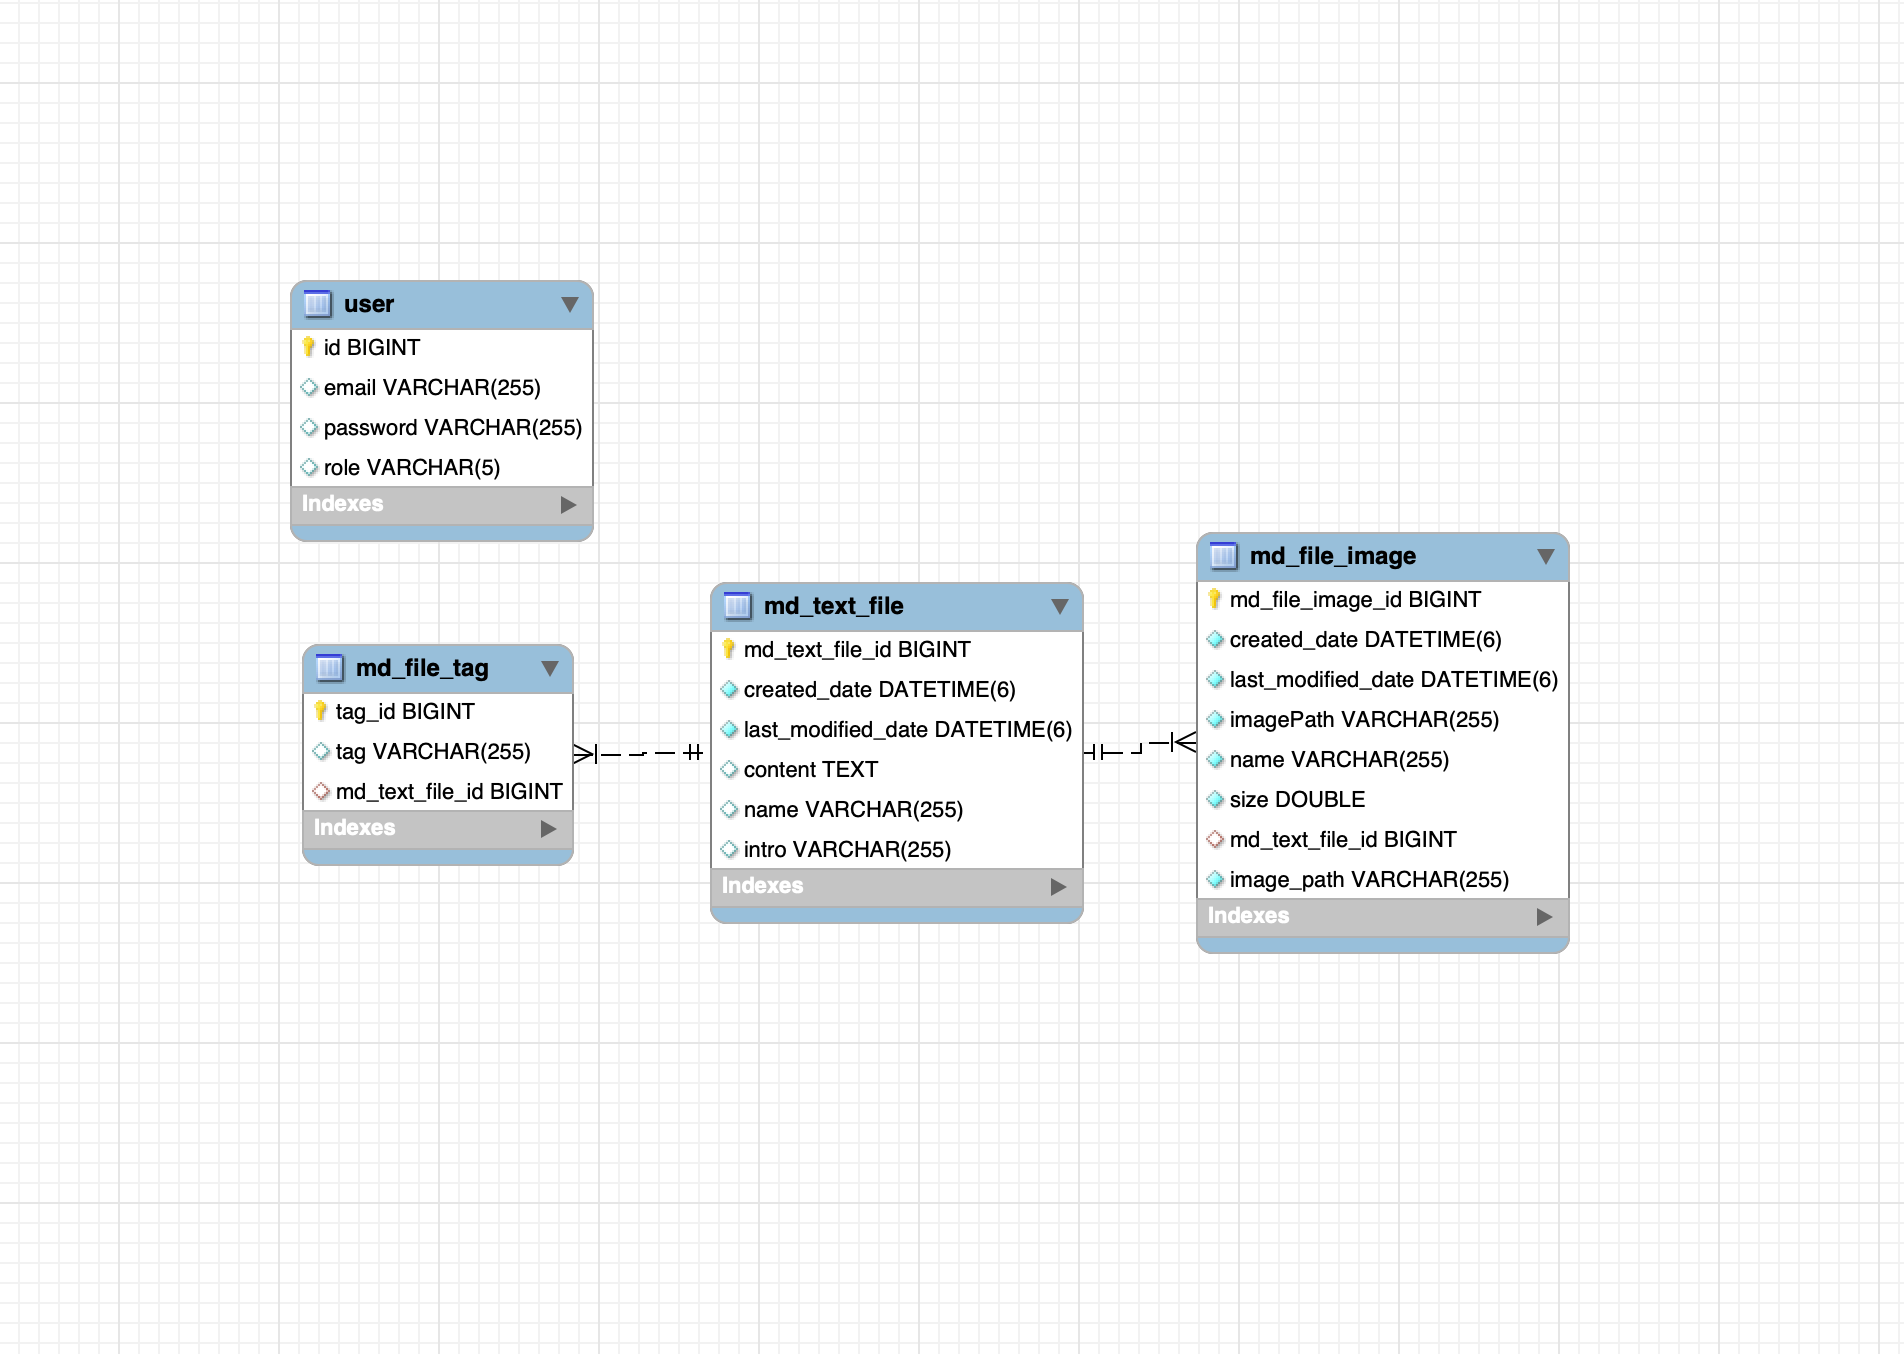 user
id BIGINT
email VARCHAR(255)
password VARCHAR(255)
role VARCHAR(5)
Indexes
md_file_tag
tag_id BIGINT
tag VARCHAR(255)
md_text_file_id BIGINT
Indexes
md_text_file
md_text_file_id BIGINT
created_date DATETIME(6)
last_modified_date DATETIME(6)
content TEXT
name VARCHAR(255)
intro VARCHAR(255)
Indexes
md_file_image
md_file_image_id BIGINT
created_date DATETIME(6)
last_modified_date DATETIME(6)
imagePath VARCHAR(255)
name VARCHAR(255)
size DOUBLE
md_text_file_id BIGINT
image_path VARCHAR(255)
Indexes